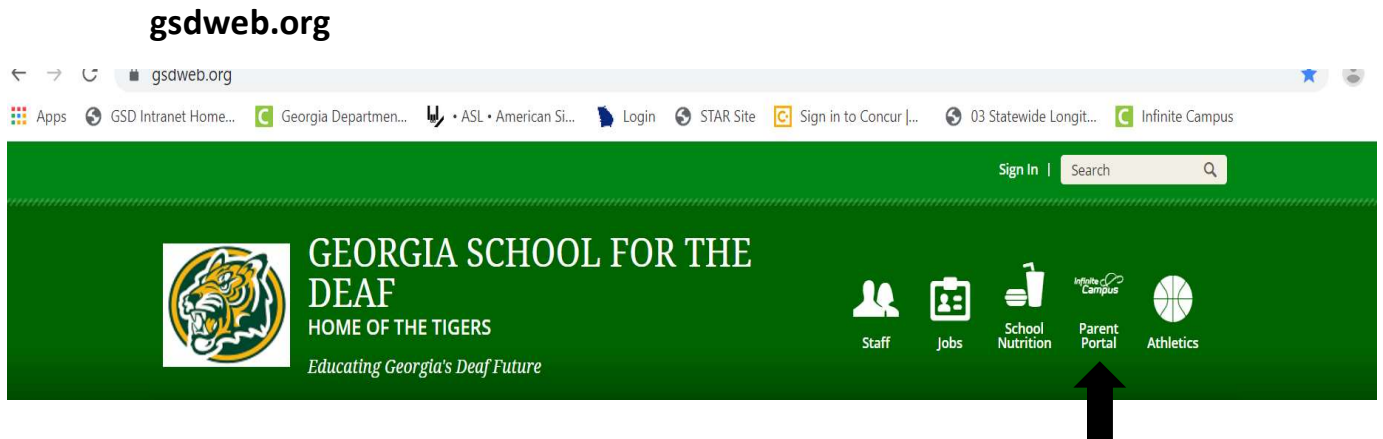 gsdweb.org
gsdweb.org
Apps GSD Intranet Home... Georgia Departmen... • ASL • American Si... Login STAR Site Sign in to Concur |... 03 Statewide Longit... Infinite Campus
Sign In | Search
GEORGIA SCHOOL FOR THE
DEAF
HOME OF THE TIGERS
Educating Georgia's Deaf Future
Staff
Jobs
School
Nutrition
Infinite
Campus
Parent
Portal
Athletics